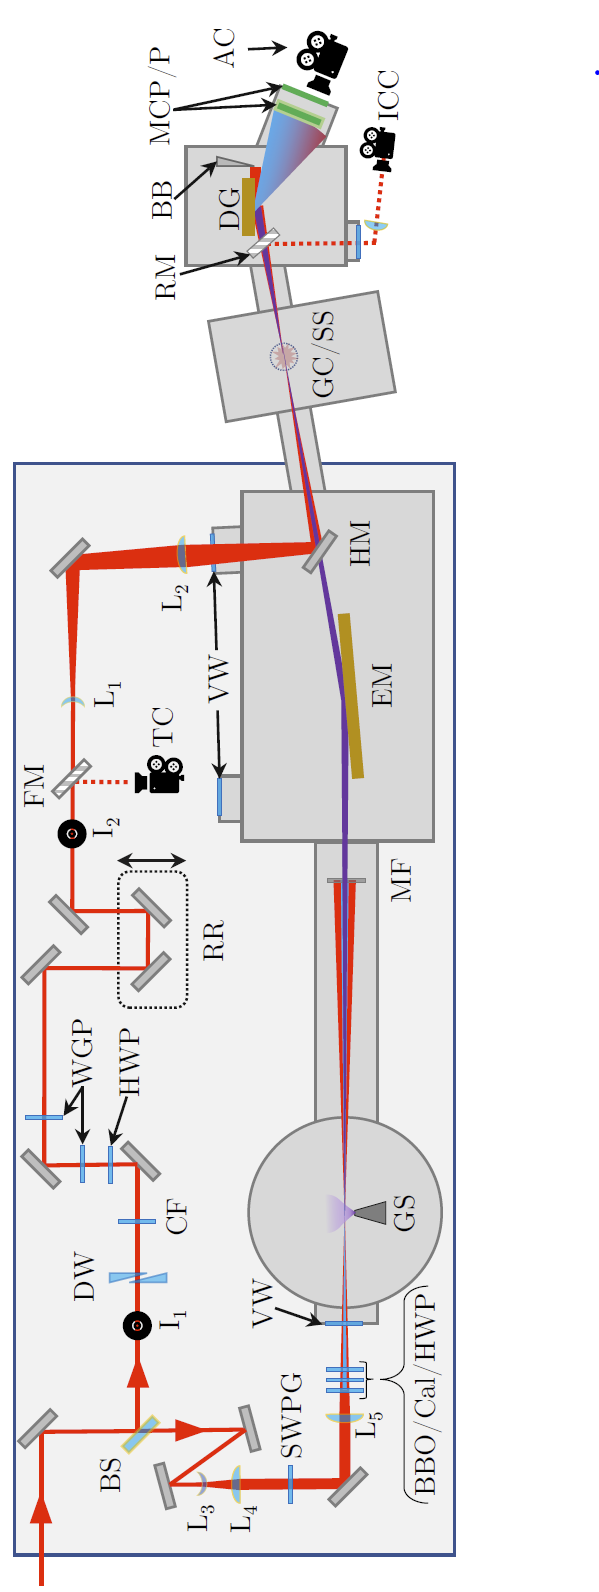 AC
MCP/P
ICC
BB
DG
RM
GC/SS
HM
L2
VW
EM
L1
TC
FM
I2
MF
RR
WGP
HWP
CF
GS
DW
VW
I1
SWPG
L5
BS
BBO/Cal/HWP
L3
L4